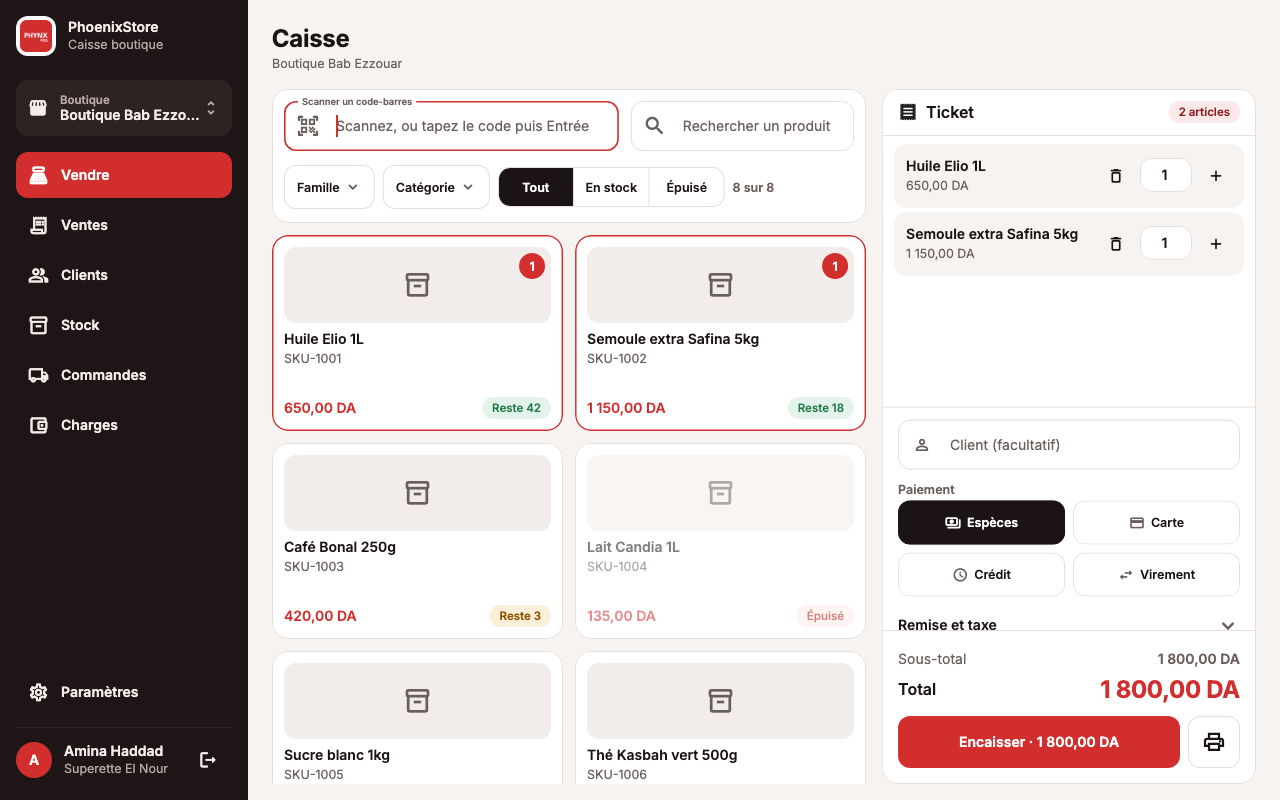 PHYNX
POS
PhoenixStore
Caisse boutique
Boutique
Boutique Bab Ezzo...
Vendre
Ventes
Clients
Stock
Commandes
Charges
Paramètres
A
Amina Haddad
Superette El Nour
Caisse
Boutique Bab Ezzouar
Scanner un code-barres
Scannez, ou tapez le code puis Entrée
Rechercher un produit
Famille
Catégorie
Tout
En stock
Épuisé
8 sur 8
1
Huile Elio 1L
SKU-1001
650,00 DA
Reste 42
1
Semoule extra Safina 5kg
SKU-1002
1 150,00 DA
Reste 18
Café Bonal 250g
SKU-1003
420,00 DA
Reste 3
Lait Candia 1L
SKU-1004
135,00 DA
Épuisé
Sucre blanc 1kg
SKU-1005
Thé Kasbah vert 500g
SKU-1006
Ticket
2 articles
Huile Elio 1L
650,00 DA
1
Semoule extra Safina 5kg
1 150,00 DA
1
Client (facultatif)
Paiement
Espèces
Carte
Crédit
Virement
Remise et taxe
Sous-total
1 800,00 DA
Total
1 800,00 DA
Encaisser · 1 800,00 DA